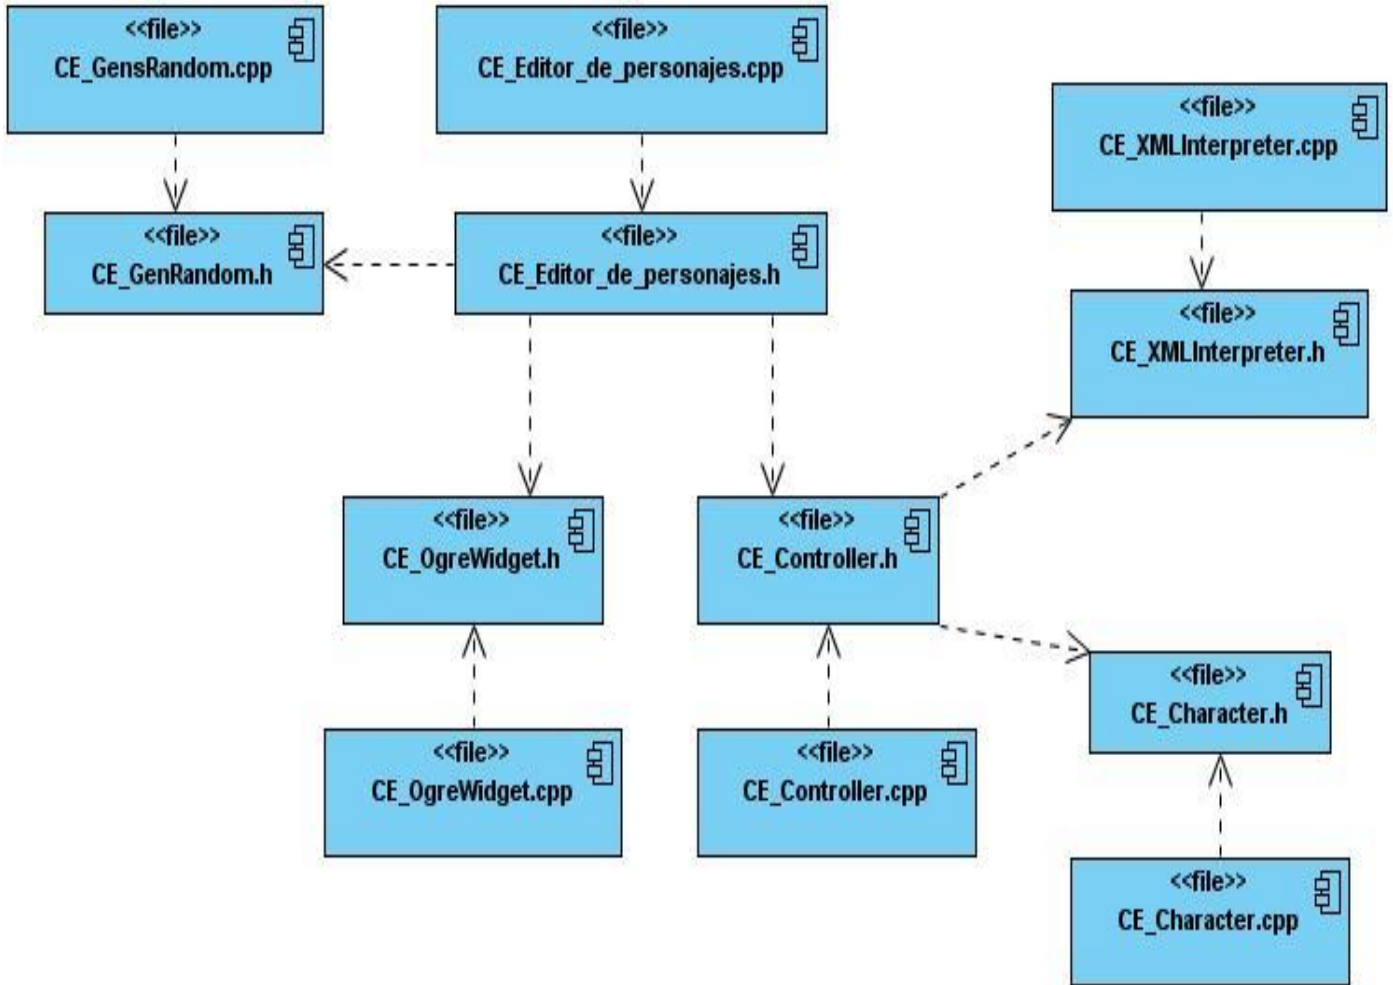 <<file>>
CE_GensRandom.cpp
<<file>>
CE_Editor_de_personajes.cpp
<<file>>
CE_XMLInterpreter.cpp
<<file>>
CE_GenRandom.h
<<file>>
CE_Editor_de_personajes.h
<<file>>
CE_XMLInterpreter.h
<<file>>
CE_OgreWidget.h
<<file>>
CE_Controller.h
<<file>>
CE_Character.h
<<file>>
CE_OgreWidget.cpp
<<file>>
CE_Controller.cpp
<<file>>
CE_Character.cpp